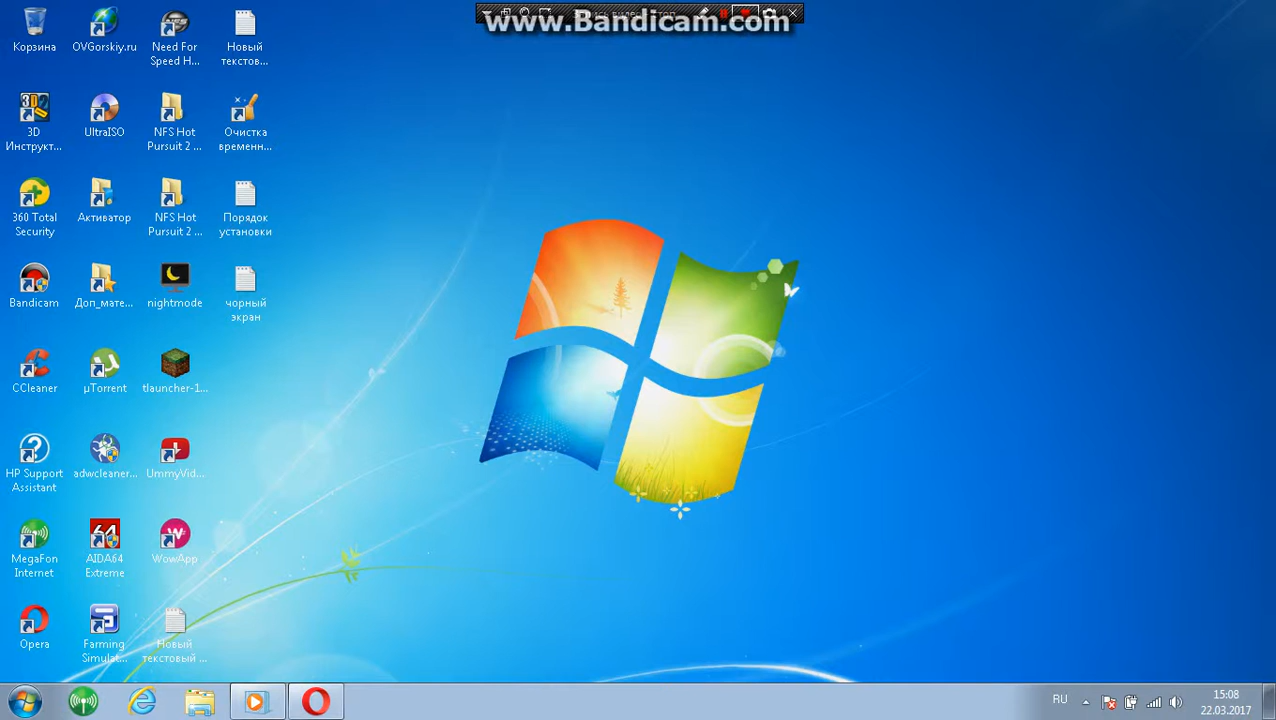 www.Bandicam.com
Корзина
OVGorskiy.ru
Need For
Speed H...
Новый
текстов...
3D
Инструкт...
UltraISO
NFS Hot
Pursuit 2 ...
Очистка
временн...
360 Total
Security
Активатор
NFS Hot
Pursuit 2 ...
Порядок
установки
Bandicam
Доп_мате...
nightmode
чорный
экран
CCleaner
µTorrent
tlauncher-1...
HP Support
Assistant
adwcleaner...
UmmyVid...
MegaFon
Internet
AIDA64
Extreme
WowApp
Opera
Farming
Simulat...
Новый
текстовый ...
RU
15:08
22.03.2017